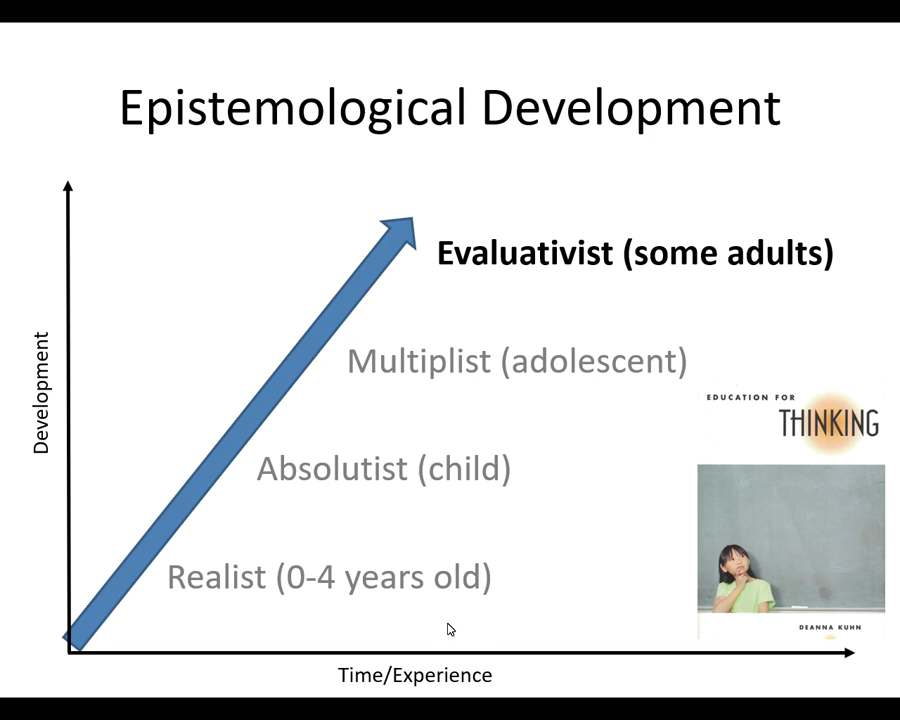 Epistemological Development
Evaluativist (some adults)
Multiplist (adolescent)
Absolutist (child)
Realist (0-4 years old)
Development
Time/Experience
EDUCATION FOR
THINKING
DEANNA KUHN